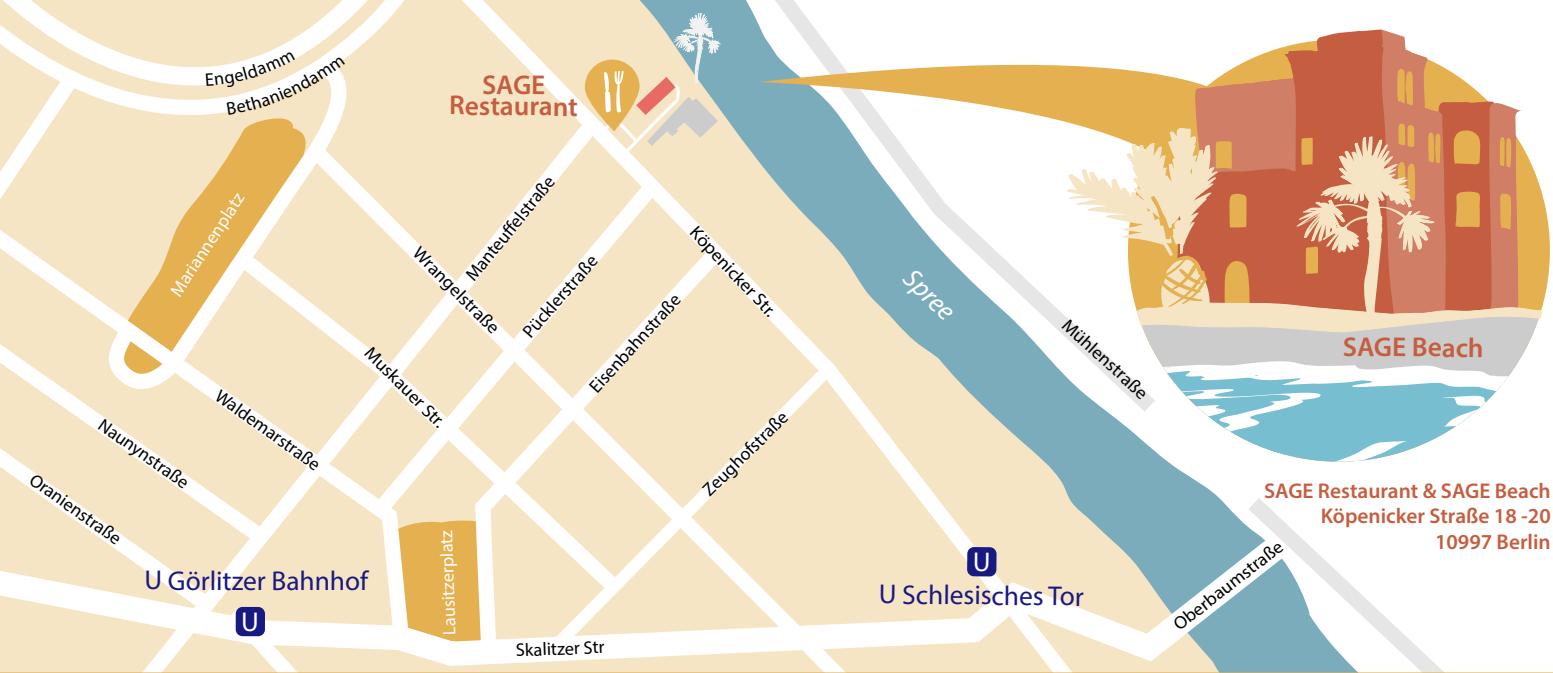 Engeldamm
Bethaniendamm
SAGE
Restaurant
Mariannenplatz
Manteuffelstraße
Wrangelstraße
Pücklerstraße
Köpenicker Str.
Eisenbahnstraße
Spree
Mühlenstraße
SAGE Beach
Muskauer Str.
Waldemarstraße
Naunynstraße
Oranienstraße
Zeughofstraße
SAGE Restaurant & SAGE Beach
Köpenicker Straße 18 -20
10997 Berlin
U Görlitzer Bahnhof
U
Lausitzerplatz
U
U Schlesisches Tor
Oberbaumstraße
Skalitzer Str